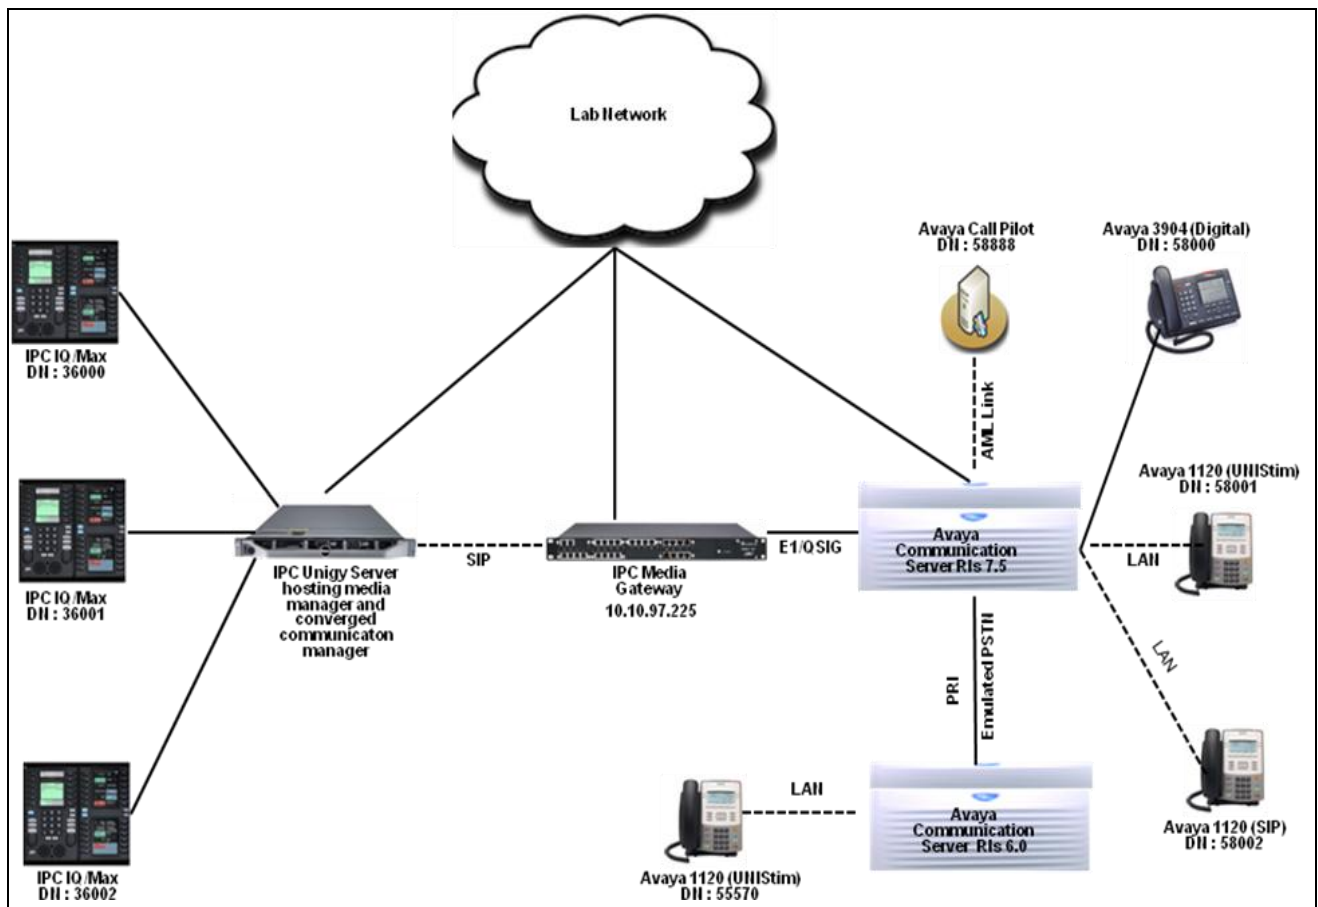 Lab Network
Avaya Call Pilot
DN : 58888
Avaya 3904 (Digital)
DN : 58000
IPC IQ/Max
DN : 36000
AML Link
Avaya 1120 (UNIStim)
DN : 58001
IPC IQ/Max
DN : 36001
SIP
E1/QSIG
LAN
IPC Unigy Server
hosting media
manager and
converged
communicaton
manager
IPC Media
Gateway
10.10.97.225
Avaya
Communication
Server Rls 7.5
LAN
PRI
Emulated PSTN
IPC IQ/Max
DN : 36002
LAN
Avaya 1120 (UNIStim)
DN : 55570
Avaya
Communication
Server Rls 6.0
Avaya 1120 (SIP)
DN : 58002